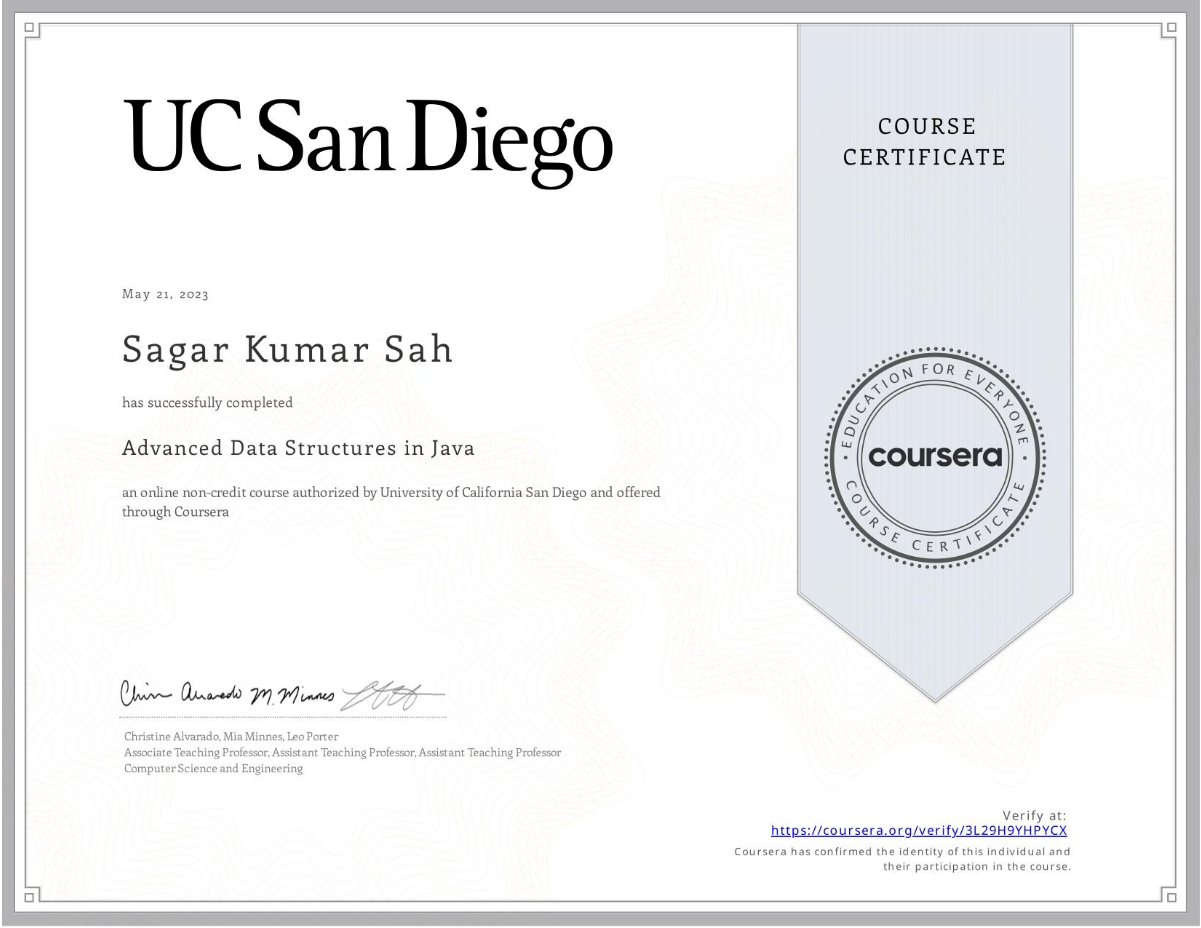 UC San Diego
COURSE
CERTIFICATE
May 21, 2023
Sagar Kumar Sah
has successfully completed
Advanced Data Structures in Java
an online non-credit course authorized by University of California San Diego and offered
through Coursera
EDUCATION FOR EVERYONE
coursera
COURSE CERTIFICATE
Christine Alvarado, Mia Minnes, Leo Porter
Associate Teaching Professor, Assistant Teaching Professor, Assistant Teaching Professor
Computer Science and Engineering
Verify at:
https://coursera.org/verify/3L29H9YHPYCX
Coursera has confirmed the identity of this individual and
their participation in the course.